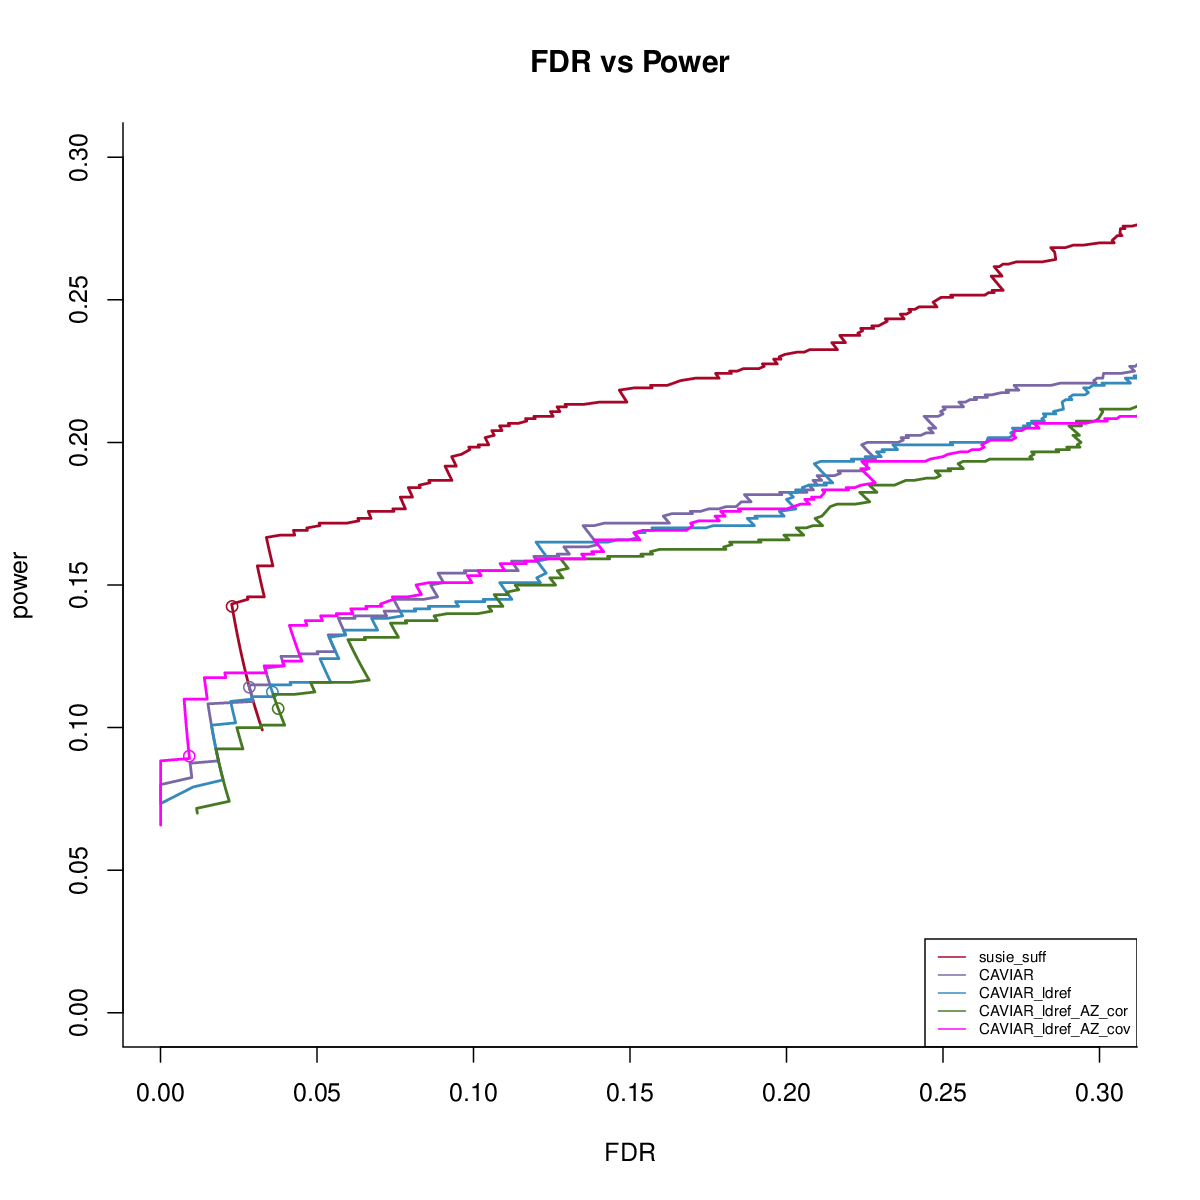 FDR vs Power
power
0.30
0.25
0.20
0.15
0.10
0.05
0.00
0.00 0.05 0.10 0.15 0.20 0.25 0.30
FDR
susie_suff
CAVIAR
CAVIAR_ldref
CAVIAR_ldref_AZ_cor
CAVIAR_ldref_AZ_cov